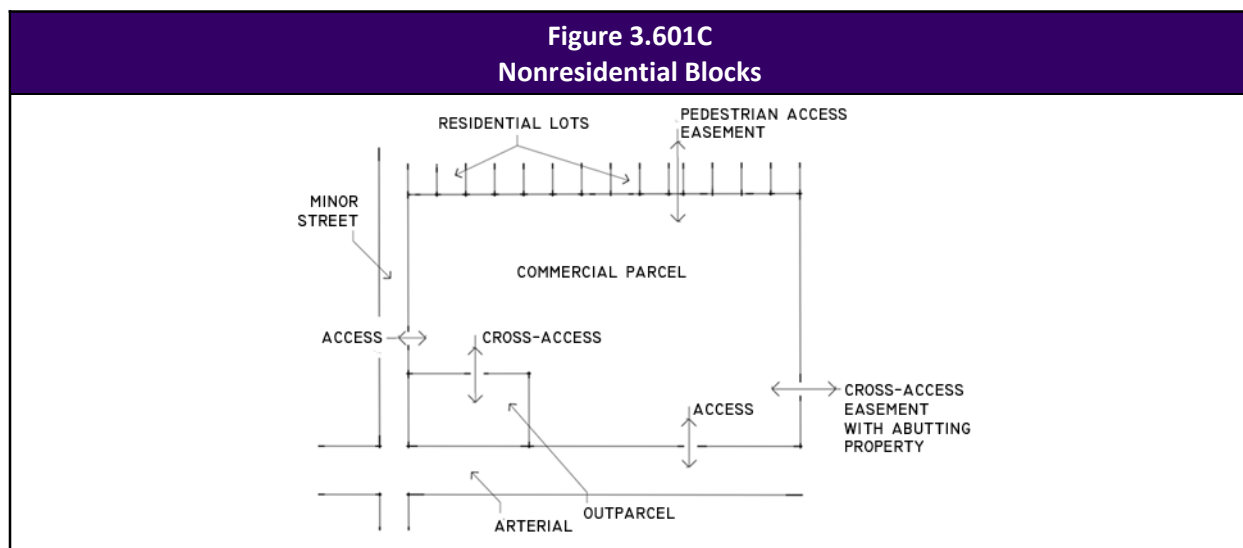 Figure 3.601C
Nonresidential Blocks
PEDESTRIAN ACCESS
EASEMENT
RESIDENTIAL LOTS
MINOR
STREET
COMMERCIAL PARCEL
ACCESS
CROSS-ACCESS
CROSS-ACCESS
EASEMENT
WITH ABUTTING
PROPERTY
ACCESS
OUTPARCEL
ARTERIAL